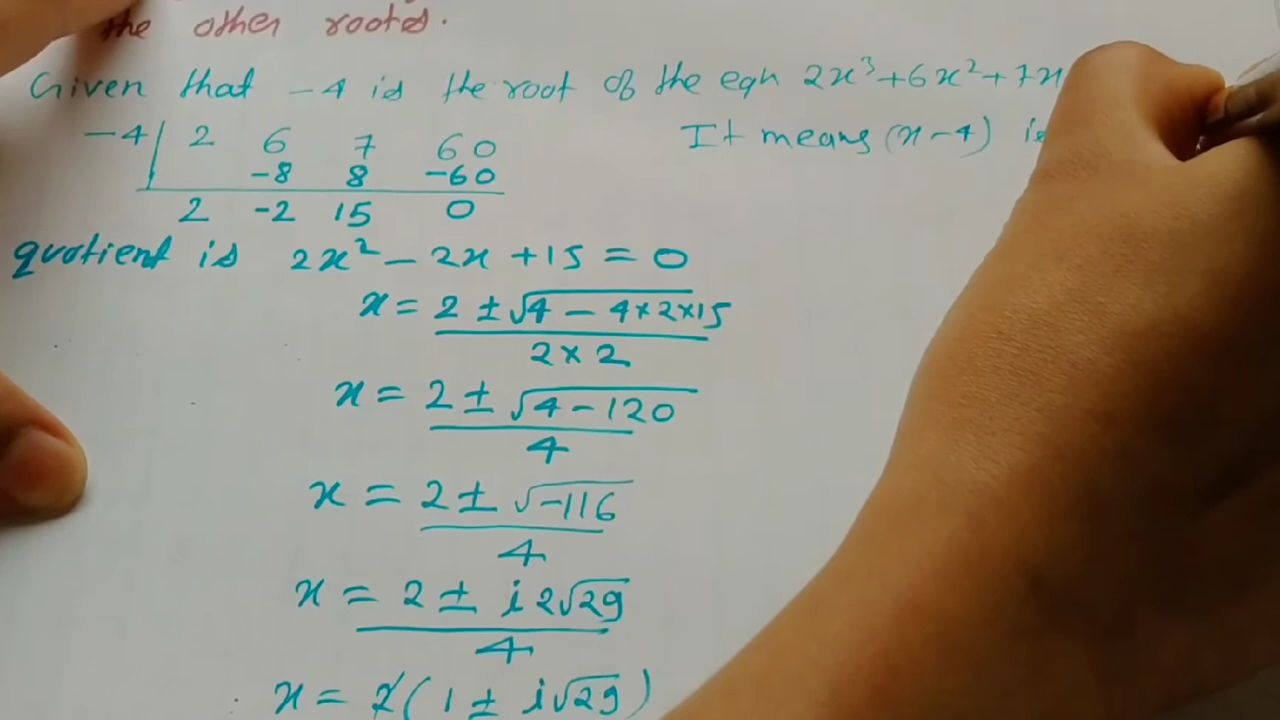 the other roots.
Given that -4 is the root of the eqn 2x³+6x²+7x
It means (x-4) is
-4| 2 6 7 60
-8 8 -60
2 -2 15 0
quotient is 2x² - 2x +15 = 0
x = 2 ± √4 - 4×2×15
2 × 2
x = 2 ± √4 - 120
4
x = 2 ± √-116
4
x = 2 ± i 2√29
4
x = 2(1 ± i√29)